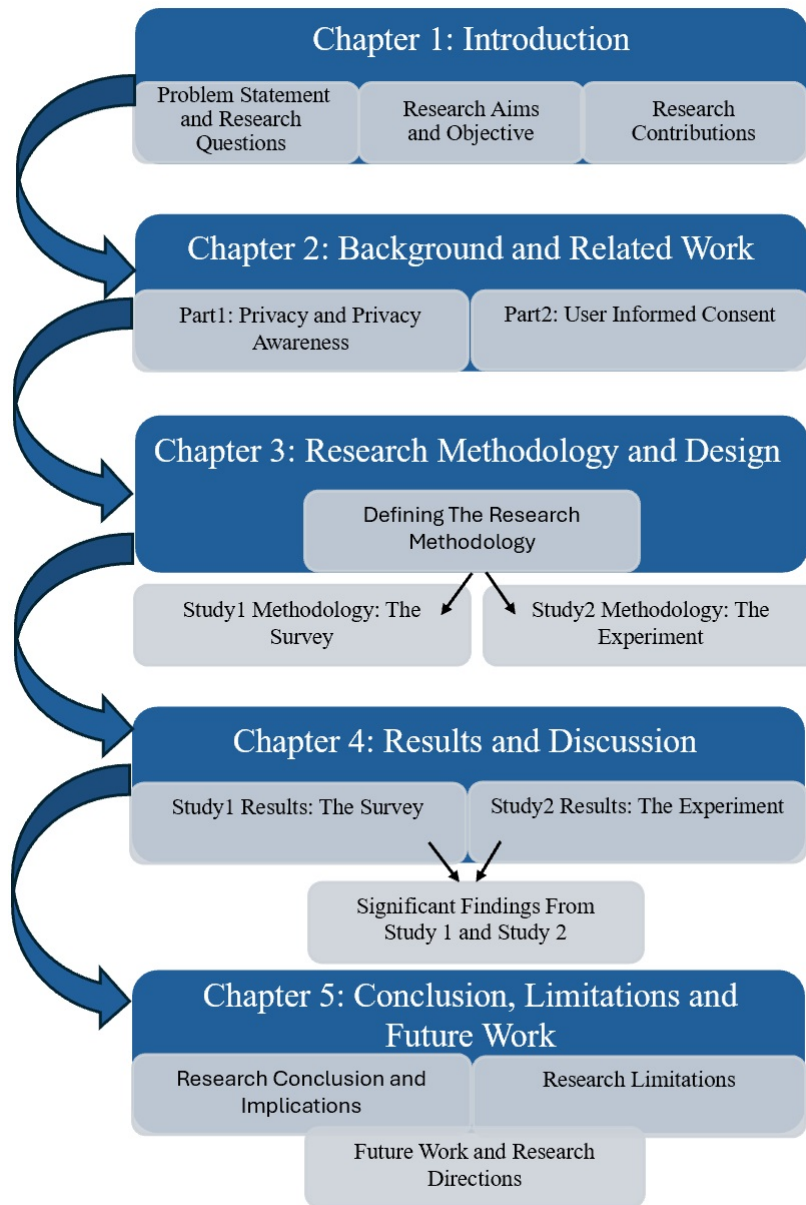 Chapter 1: Introduction
Problem Statement
and Research
Questions
Research Aims
and Objective
Research
Contributions
Chapter 2: Background and Related Work
Part1: Privacy and Privacy
Awareness
Part2: User Informed Consent
Chapter 3: Research Methodology and Design
Defining The Research
Methodology
Study1 Methodology: The
Survey
Study2 Methodology: The
Experiment
Chapter 4: Results and Discussion
Study1 Results: The Survey
Study2 Results: The Experiment
Significant Findings From
Study 1 and Study 2
Chapter 5: Conclusion, Limitations and
Future Work
Research Conclusion and
Implications
Research Limitations
Future Work and Research
Directions